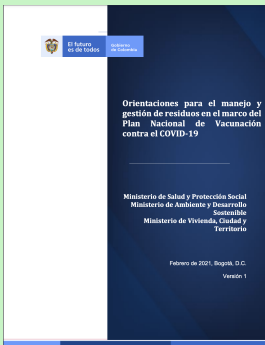 El futuro
es de todos
Gobierno
de Colombia
Orientaciones para el manejo y
gestión de residuos en el marco del
Plan Nacional de Vacunación
contra el COVID-19
Ministerio de Salud y Protección Social
Ministerio de Ambiente y Desarrollo
Sostenible
Ministerio de Vivienda, Ciudad y
Territorio
Febrero de 2021, Bogotá, D.C.
Versión 1